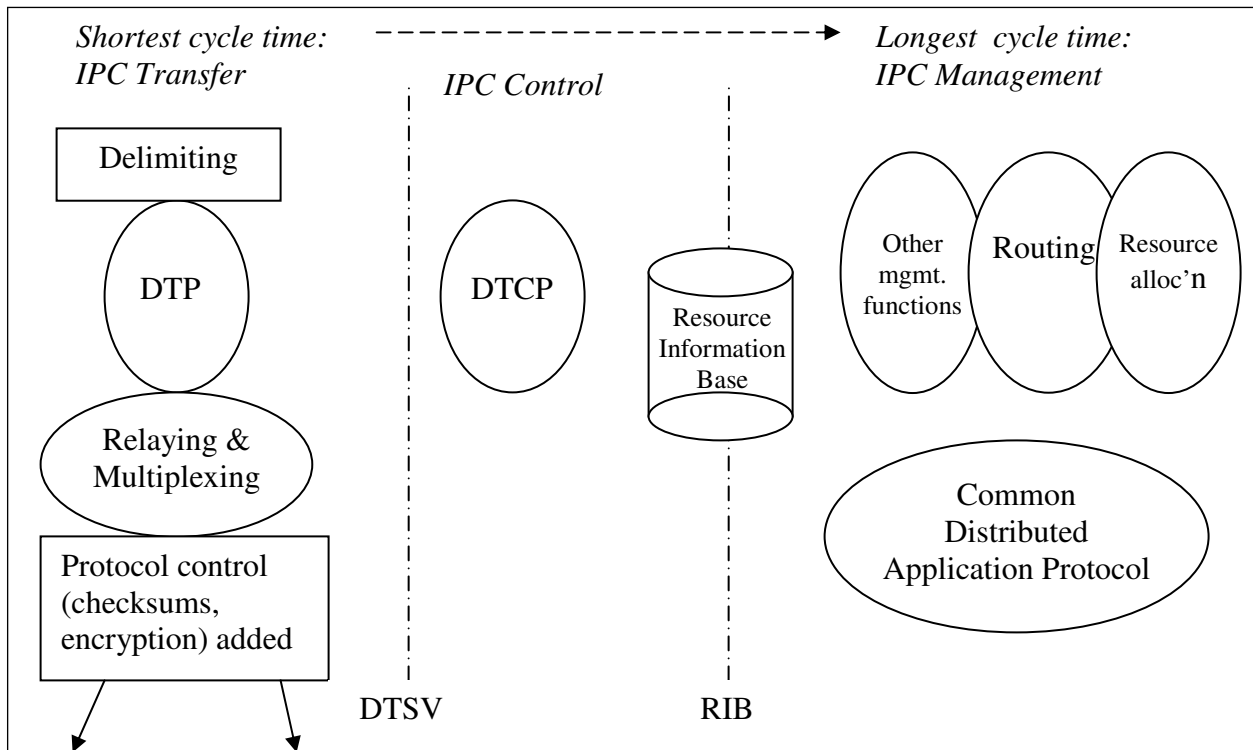 Shortest cycle time:
IPC Transfer
IPC Control
Longest cycle time:
IPC Management
Delimiting
DTP
Relaying &
Multiplexing
Protocol control
(checksums,
encryption) added
DTCP
Resource
Information
Base
Other
mgmt.
functions
Routing
Resource
alloc'n
Common
Distributed
Application Protocol
DTSV
RIB